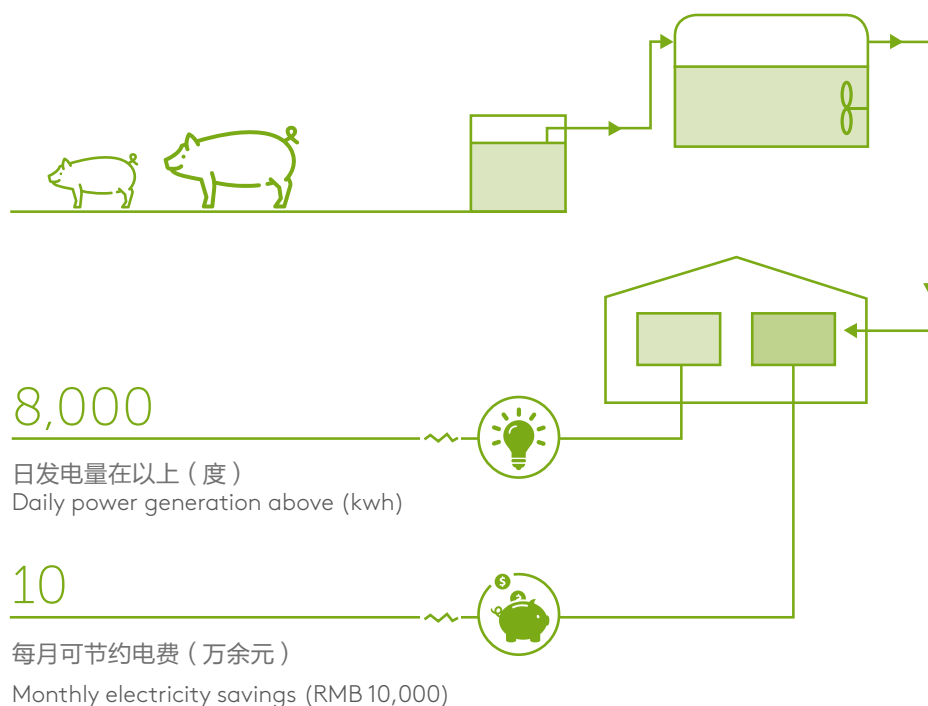 8,000
日发电量在以上（度）
Daily power generation above (kwh)
10
每月可节约电费（万余元）
Monthly electricity savings (RMB 10,000)